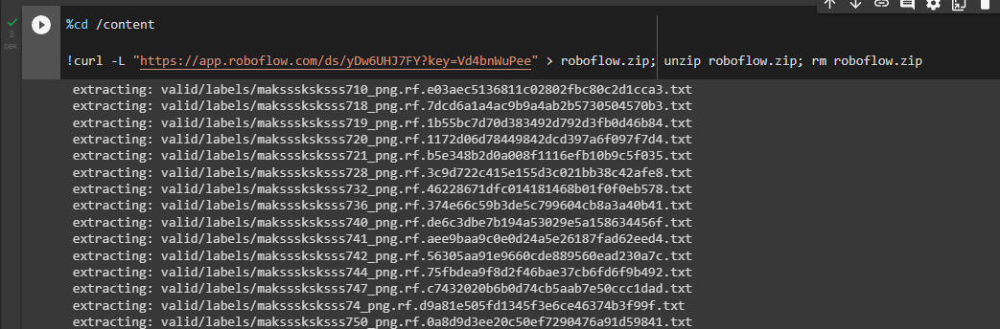 3
сек.
%cd /content
!curl -L "https://app.roboflow.com/ds/yDw6UHJ7FY?key=Vd4bnWuPee" > roboflow.zip; unzip roboflow.zip; rm roboflow.zip
extracting: valid/labels/maksssksksss710_png.rf.e03aec5136811c02802fbc80c2d1cca3.txt
extracting: valid/labels/maksssksksss718_png.rf.7dcd6a1a4ac9b9a4ab2b5730504570b3.txt
extracting: valid/labels/maksssksksss719_png.rf.1b55bc7d70d383492d792d3fb0d46b84.txt
extracting: valid/labels/maksssksksss720_png.rf.1172d06d78449842dcd397a6f097f7d4.txt
extracting: valid/labels/maksssksksss721_png.rf.b5e348b2d0a008f1116efb10b9c5f035.txt
extracting: valid/labels/maksssksksss728_png.rf.3c9d722c415e155d3c021bb38c42afe8.txt
extracting: valid/labels/maksssksksss732_png.rf.46228671dfc014181468b01f0f0eb578.txt
extracting: valid/labels/maksssksksss736_png.rf.374e66c59b3de5c799604cb8a3a40b41.txt
extracting: valid/labels/maksssksksss740_png.rf.de6c3dbe7b194a53029e5a158634456f.txt
extracting: valid/labels/maksssksksss741_png.rf.aee9baa9c0e0d24a5e26187fad62eed4.txt
extracting: valid/labels/maksssksksss742_png.rf.56305aa91e9660cde889560ead230a7c.txt
extracting: valid/labels/maksssksksss744_png.rf.75fbdea9f8d2f46bae37cb6fd6f9b492.txt
extracting: valid/labels/maksssksksss747_png.rf.c7432020b6b0d74cb5aab7e50ccc1dad.txt
extracting: valid/labels/maksssksksss74_png.rf.d9a81e505fd1345f3e6ce46374b3f99f.txt
extracting: valid/labels/maksssksksss750_png.rf.0a8d9d3ee20c50ef7290476a91d59841.txt